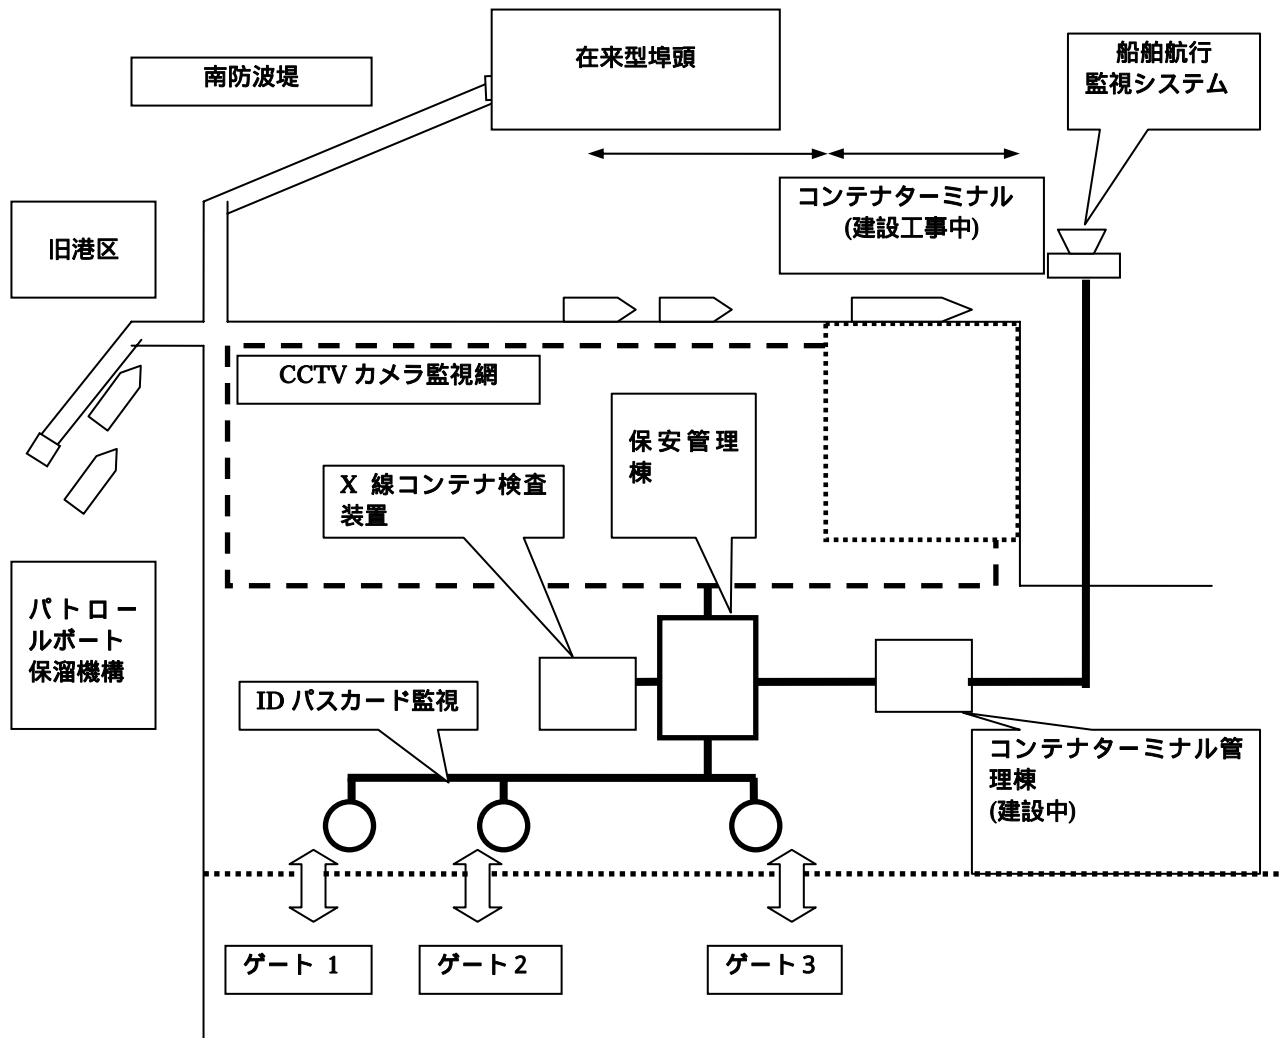 在来型埠頭
船舶航行
監視システム
南防波堤
コンテナターミナル
(建設工事中)
旧港区
CCTV カメラ監視網
保安管理
棟
X 線コンテナ検査
装置
パトロー
ルボート
保溜機構
ID パスカード監視
コンテナターミナル管
理棟
(建設中)
ゲート 1
ゲート 2
ゲート 3